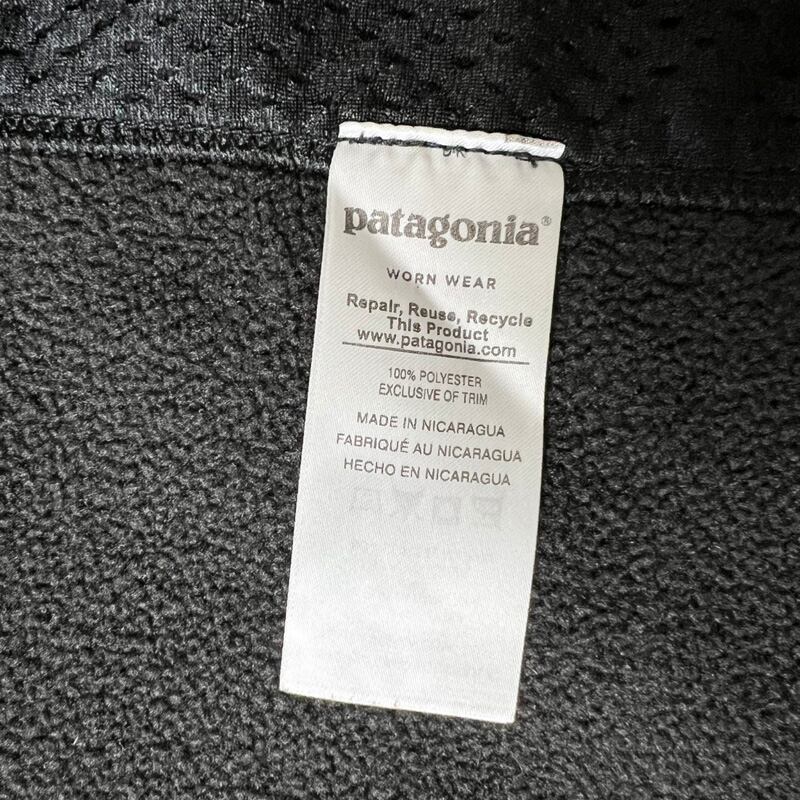 patagonia®
WORN WEAR
Repair, Reuse, Recycle
This Product
www.patagonia.com
100% POLYESTER
EXCLUSIVE OF TRIM
MADE IN NICARAGUA
FABRIQUÉ AU NICARAGUA
HECHO EN NICARAGUA